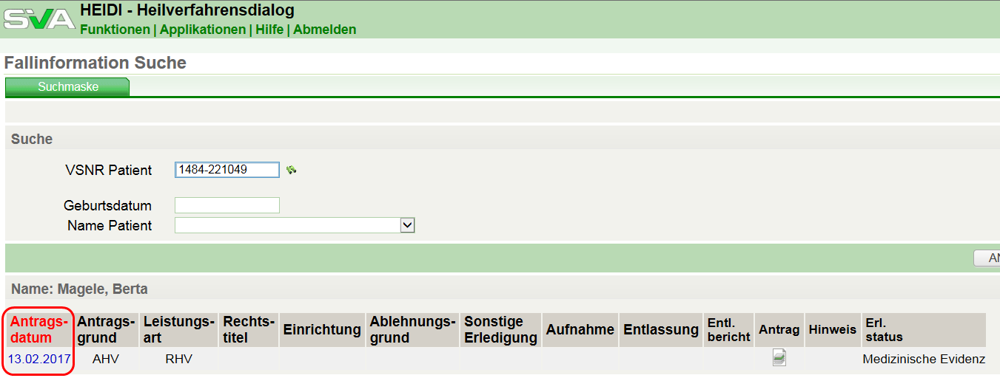 SVA
HEIDI - Heilverfahrensdialog
Funktionen | Applikationen | Hilfe | Abmelden
Fallinformation Suche
Suchmaske
Suche
VSNR Patient 1484-221049
Geburtsdatum
Name Patient
AN
Name: Magele, Berta
Antrags-datum Antrags-grund Leistungs-art Rechts-titel Einrichtung Ablehnungs-grund Sonstige Erledigung Aufnahme Entlassung Entl. bericht Antrag Hinweis Erl. status
13.02.2017 AHV RHV Medizinische Evidenz